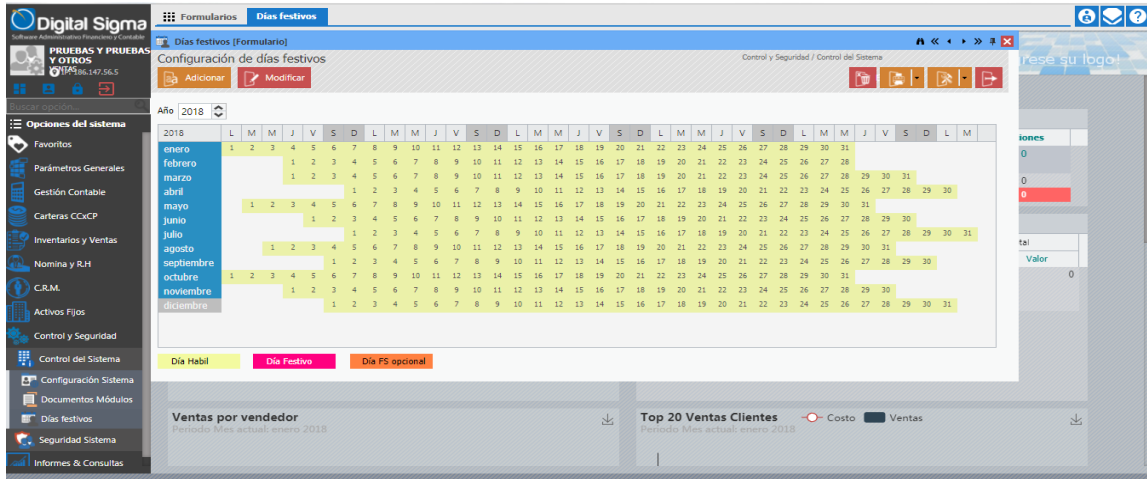 Digital Sigma
Software Administrativo Financiero y Contable
PRUEBAS Y PRUEBAS
Y OTROS
VENTAS
186.147.56.5
Buscar opción...
Opciones del sistema
Favoritos
Parámetros Generales
Gestión Contable
Carteras CCxCP
Inventarios y Ventas
Nomina y R.H
C.R.M.
Activos Fijos
Control y Seguridad
Control del Sistema
Configuración Sistema
Documentos Módulos
Días festivos
Seguridad Sistema
Informes & Consultas
Formularios Días festivos
Días festivos [Formulario]
Configuración de días festivos
Control y Seguridad / Control del Sistema
Adicionar Modificar
Año 2018
2018 L M M J V S D L M M J V S D L M M J V S D L M M J V S D L M M J V S D L M
enero 1 2 3 4 5 6 7 8 9 10 11 12 13 14 15 16 17 18 19 20 21 22 23 24 25 26 27 28 29 30 31
febrero 1 2 3 4 5 6 7 8 9 10 11 12 13 14 15 16 17 18 19 20 21 22 23 24 25 26 27 28
marzo 1 2 3 4 5 6 7 8 9 10 11 12 13 14 15 16 17 18 19 20 21 22 23 24 25 26 27 28 29 30 31
abril 1 2 3 4 5 6 7 8 9 10 11 12 13 14 15 16 17 18 19 20 21 22 23 24 25 26 27 28 29 30
mayo 1 2 3 4 5 6 7 8 9 10 11 12 13 14 15 16 17 18 19 20 21 22 23 24 25 26 27 28 29 30 31
junio 1 2 3 4 5 6 7 8 9 10 11 12 13 14 15 16 17 18 19 20 21 22 23 24 25 26 27 28 29 30
julio 1 2 3 4 5 6 7 8 9 10 11 12 13 14 15 16 17 18 19 20 21 22 23 24 25 26 27 28 29 30 31
agosto 1 2 3 4 5 6 7 8 9 10 11 12 13 14 15 16 17 18 19 20 21 22 23 24 25 26 27 28 29 30 31
septiembre 1 2 3 4 5 6 7 8 9 10 11 12 13 14 15 16 17 18 19 20 21 22 23 24 25 26 27 28 29 30
octubre 1 2 3 4 5 6 7 8 9 10 11 12 13 14 15 16 17 18 19 20 21 22 23 24 25 26 27 28 29 30 31
noviembre 1 2 3 4 5 6 7 8 9 10 11 12 13 14 15 16 17 18 19 20 21 22 23 24 25 26 27 28 29 30
diciembre 1 2 3 4 5 6 7 8 9 10 11 12 13 14 15 16 17 18 19 20 21 22 23 24 25 26 27 28 29 30 31
Día Habil Día Festivo Día FS opcional
rese su logo!
iones
0
0
0
tal
Valor
0
Ventas por vendedor
Periodo Mes actual: enero 2018
Top 20 Ventas Clientes Costo Ventas
Periodo Mes actual: enero 2018